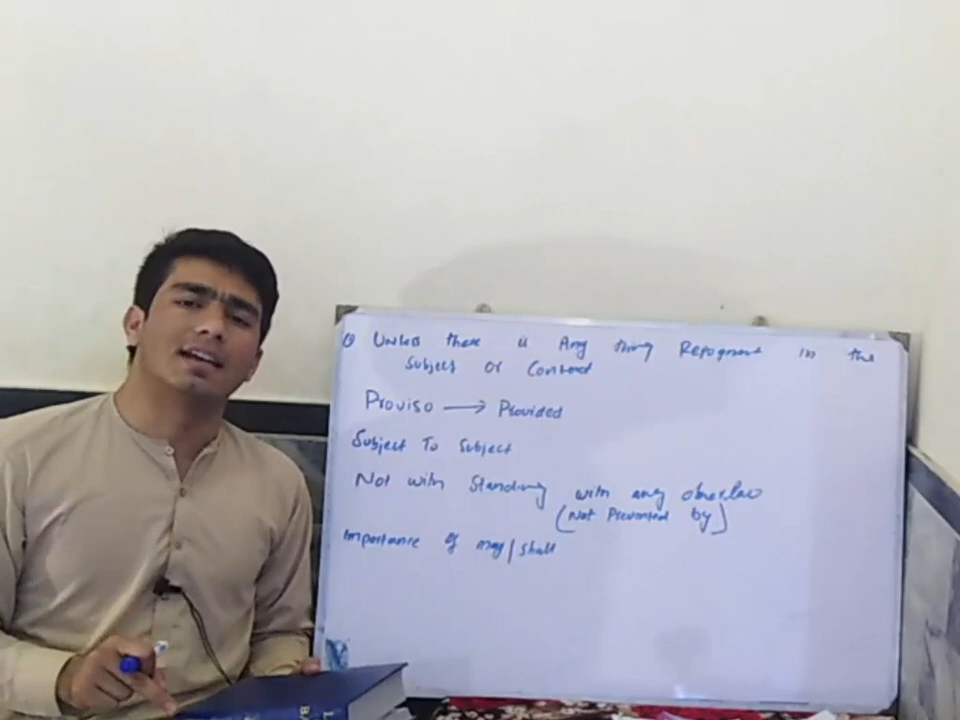 ① Unless there is Any thing Repugnant in the
Subject or Context
Proviso → Provided
Subject To Subject
Not with Standing with any other law
(Not Prevented by)
Importance of may/shall